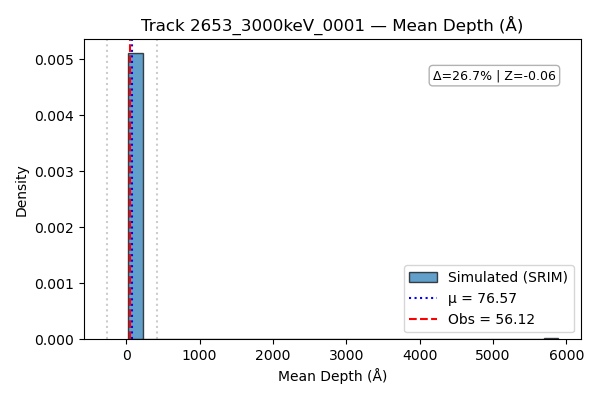 Track 2653_3000keV_0001 — Mean Depth (Å)
Δ=26.7% | Z=-0.06
Density
0.005
0.004
0.003
0.002
0.001
0.000
Simulated (SRIM)
μ = 76.57
Obs = 56.12
0 1000 2000 3000 4000 5000 6000
Mean Depth (Å)